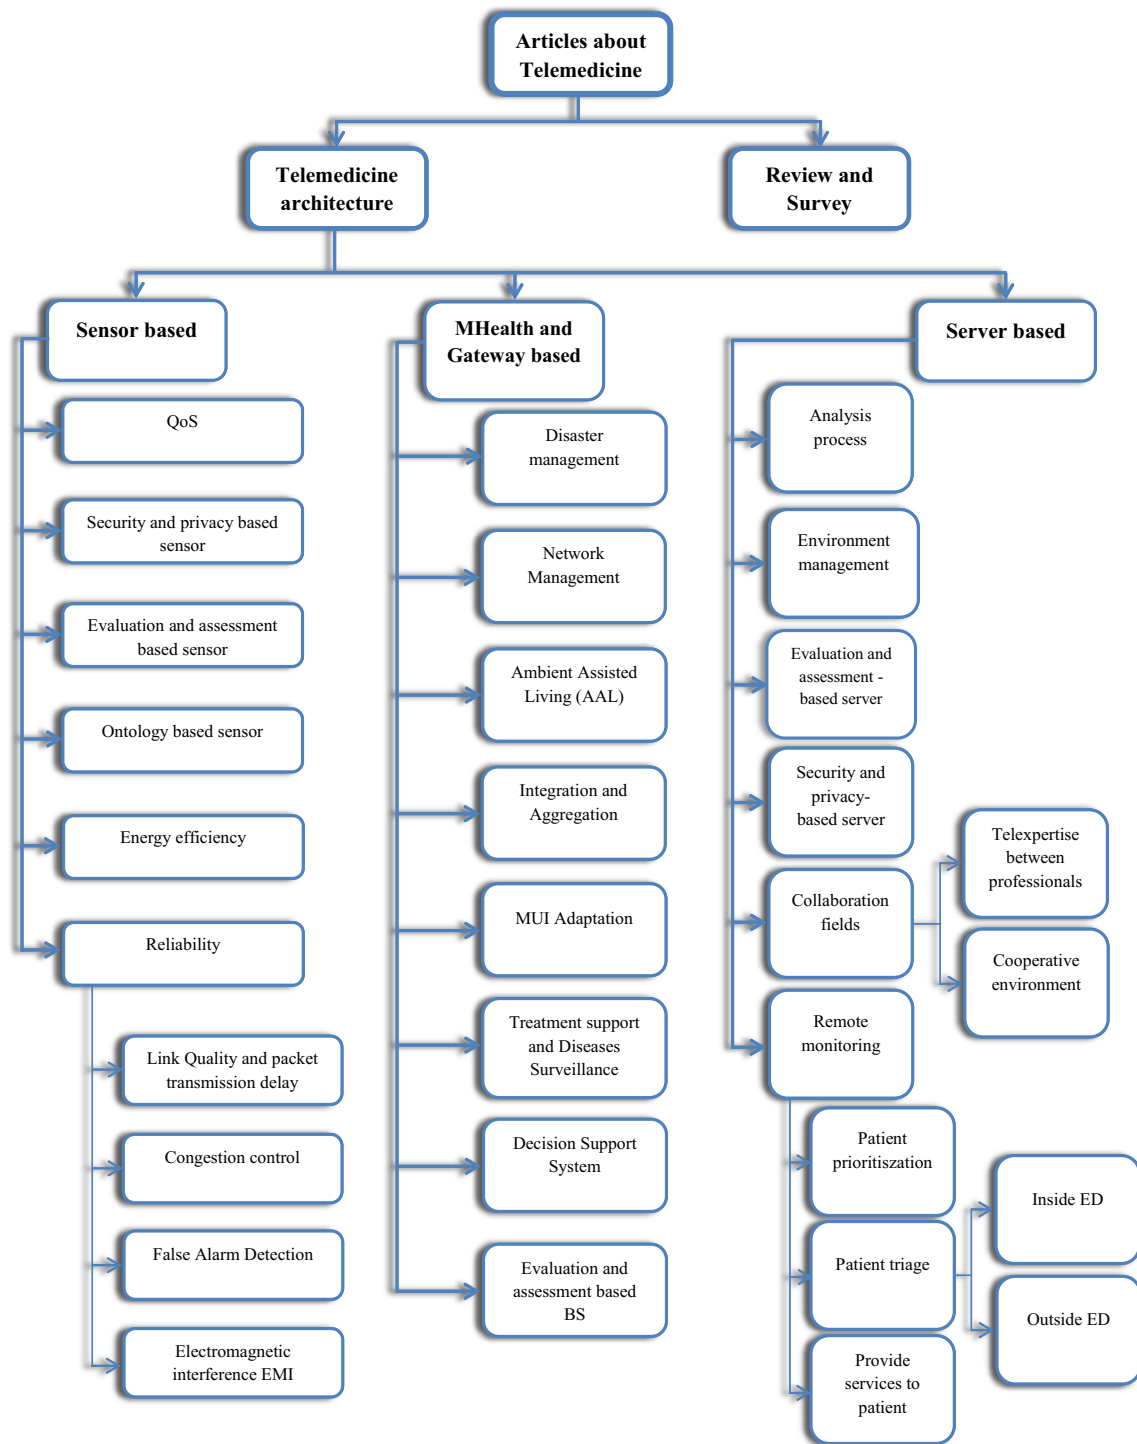 Articles about
Telemedicine
Telemedicine
architecture
Review and
Survey
Sensor based
MHealth and
Gateway based
Server based
QoS
Security and privacy based
sensor
Evaluation and assessment
based sensor
Ontology based sensor
Energy efficiency
Reliability
Link Quality and packet
transmission delay
Congestion control
False Alarm Detection
Electromagnetic
interference EMI
Disaster
management
Network
Management
Ambient Assisted
Living (AAL)
Integration and
Aggregation
MUI Adaptation
Treatment support
and Diseases
Surveillance
Decision Support
System
Evaluation and
assessment based
BS
Analysis
process
Environment
management
Evaluation and
assessment -
based server
Security and
privacy-
based server
Collaboration
fields
Telexpertise
between
professionals
Cooperative
environment
Remote
monitoring
Patient
prioritiszation
Patient triage
Inside ED
Outside ED
Provide
services to
patient